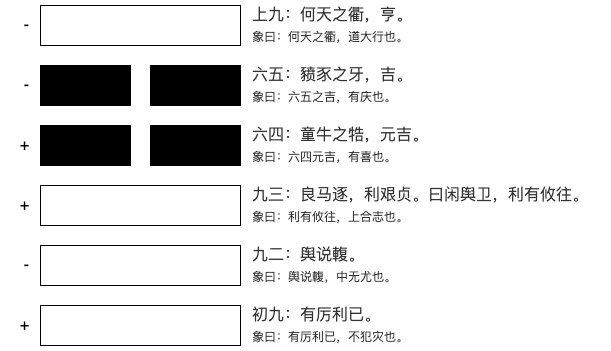 - 上九：何天之衢，亨。
象曰：何天之衢，道大行也。
- 六五：豮豕之牙，吉。
象曰：六五之吉，有庆也。
+ 六四：童牛之牿，元吉。
象曰：六四元吉，有喜也。
+ 九三：良马逐，利艰贞。曰闲舆卫，利有攸往。
象曰：利有攸往，上合志也。
- 九二：舆说輹。
象曰：舆说輹，中无尤也。
+ 初九：有厉利已。
象曰：有厉利已，不犯灾也。